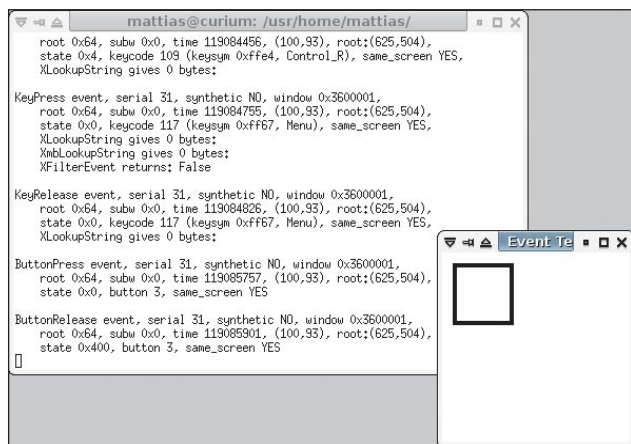 mattias@curium: /usr/home/mattias/
root 0x64, subw 0x0, time 119084456, (100,93), root:(625,504),
state 0x4, keycode 109 (keysym 0xffe4, Control_R), same_screen YES,
XLookupString gives 0 bytes:
KeyPress event, serial 31, synthetic NO, window 0x3600001,
root 0x64, subw 0x0, time 119084755, (100,93), root:(625,504),
state 0x0, keycode 117 (keysym 0xff67, Menu), same_screen YES,
XLookupString gives 0 bytes:
XmbLookupString gives 0 bytes:
XFilterEvent returns: False
KeyRelease event, serial 31, synthetic NO, window 0x3600001,
root 0x64, subw 0x0, time 119084826, (100,93), root:(625,504),
state 0x0, keycode 117 (keysym 0xff67, Menu), same_screen YES,
XLookupString gives 0 bytes:
ButtonPress event, serial 31, synthetic NO, window 0x3600001,
root 0x64, subw 0x0, time 119085757, (100,93), root:(625,504),
state 0x0, button 3, same_screen YES
ButtonRelease event, serial 31, synthetic NO, window 0x3600001,
root 0x64, subw 0x0, time 119085901, (100,93), root:(625,504),
state 0x400, button 3, same_screen YES
Event Te